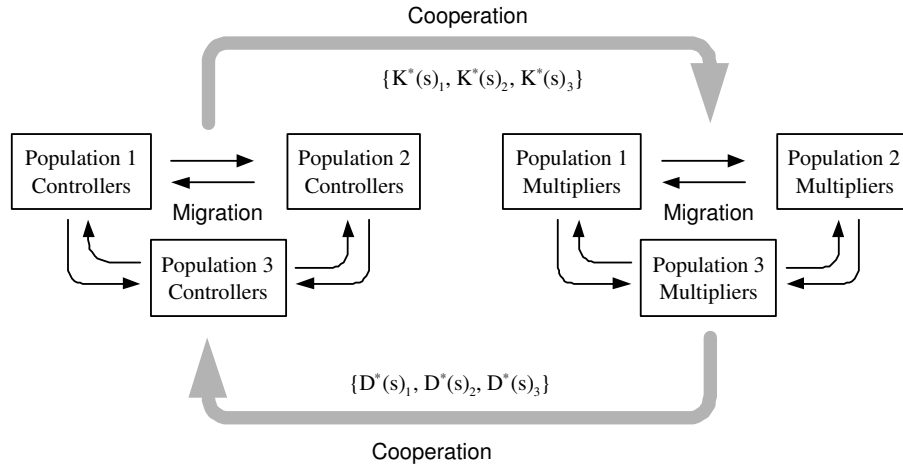 Cooperation
{K*(s)₁, K*(s)₂, K*(s)₃}
Population 1
Controllers
Population 2
Controllers
Migration
Population 3
Controllers
Population 1
Multipliers
Population 2
Multipliers
Migration
Population 3
Multipliers
{D*(s)₁, D*(s)₂, D*(s)₃}
Cooperation